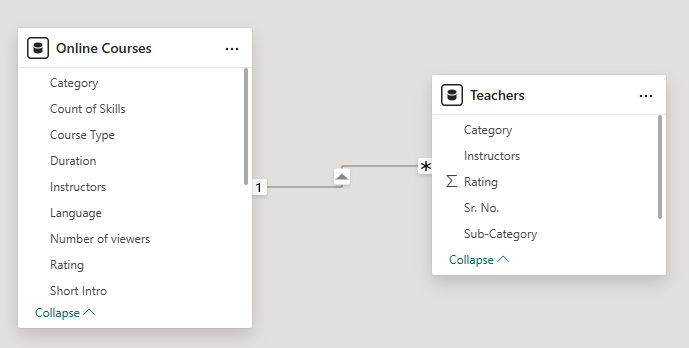 Online Courses
...
Category
Count of Skills
Course Type
Duration
Instructors
Language
Number of viewers
Rating
Short Intro
Collapse
1
*
Teachers
...
Category
Instructors
Σ Rating
Sr. No.
Sub-Category
Collapse